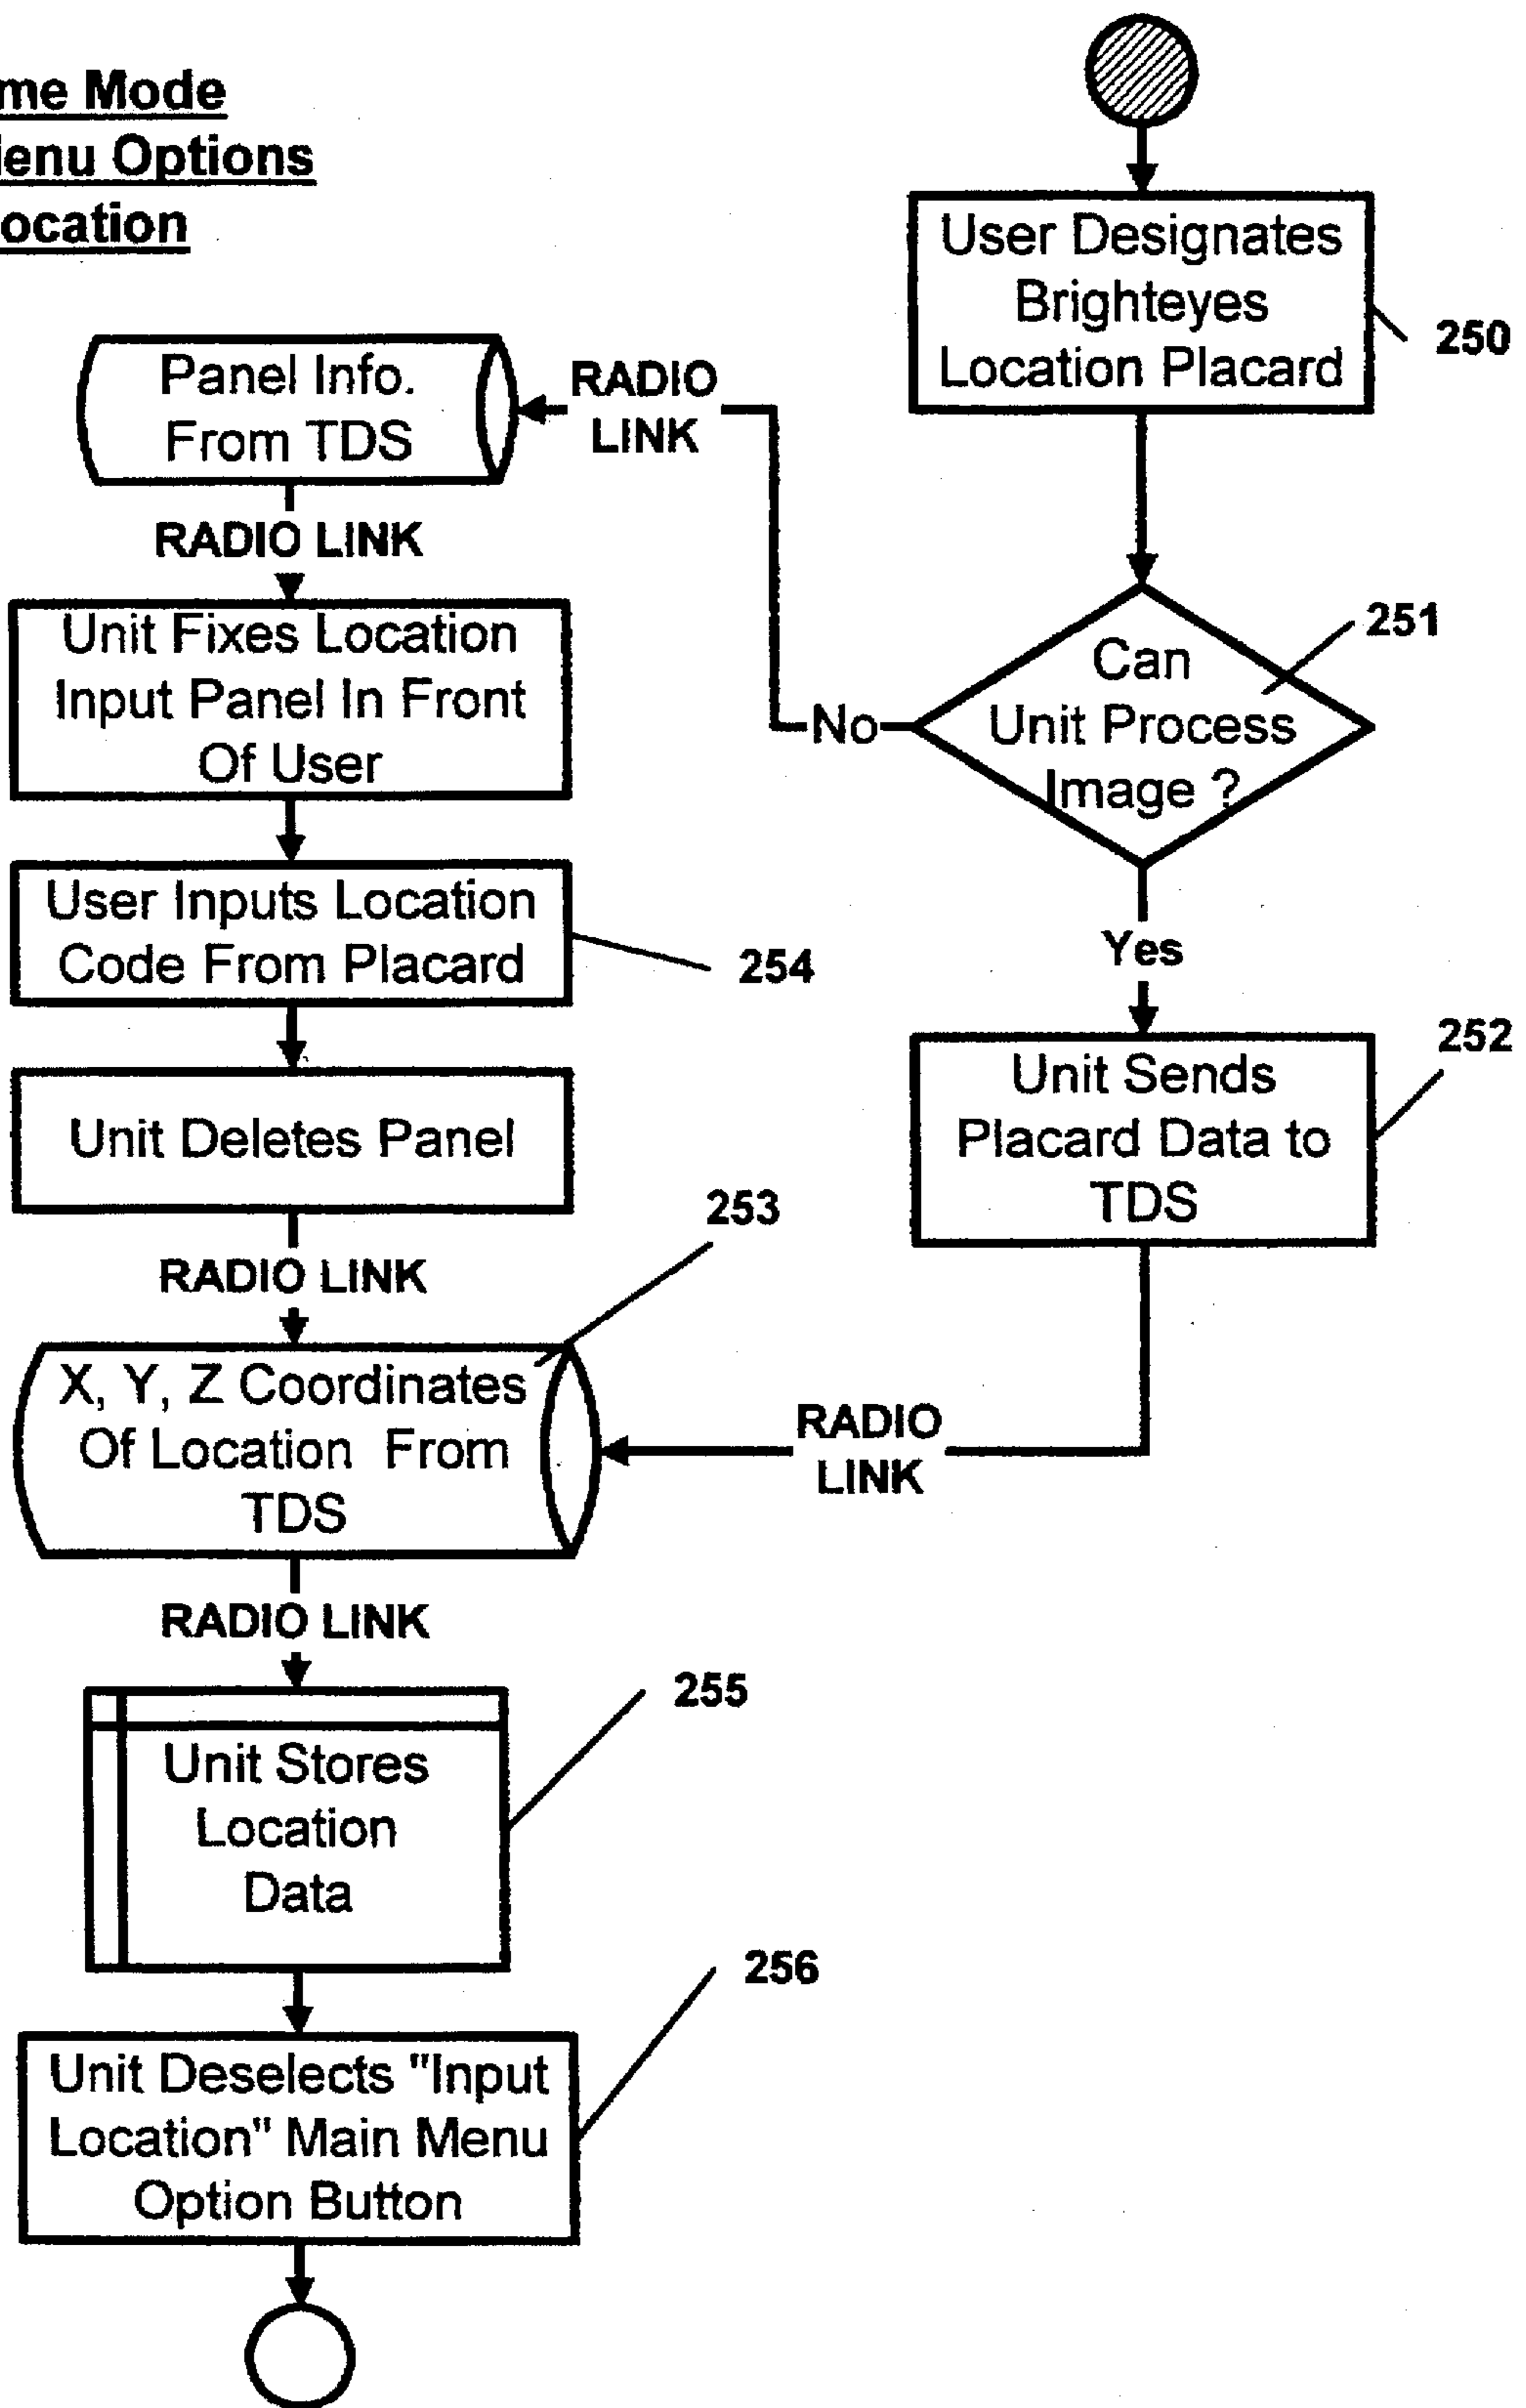 Mode
Options
User Designates
Brighteyes
Location Placard
250
Panel Info.
From TDS
RADIO
LINK
RADIO LINK
Unit Fixes Location
Input Panel In Front
Of User
251
Can
Unit Process
Image ?
No
Yes
User Inputs Location
Code From Placard
254
252
Unit Sends
Placard Data to
TDS
Unit Deletes Panel
253
RADIO LINK
X, Y, Z Coordinates
Of Location From
TDS
RADIO
LINK
RADIO LINK
255
Unit Stores
Location
Data
256
Unit Deselects "Input
Location" Main Menu
Option Button